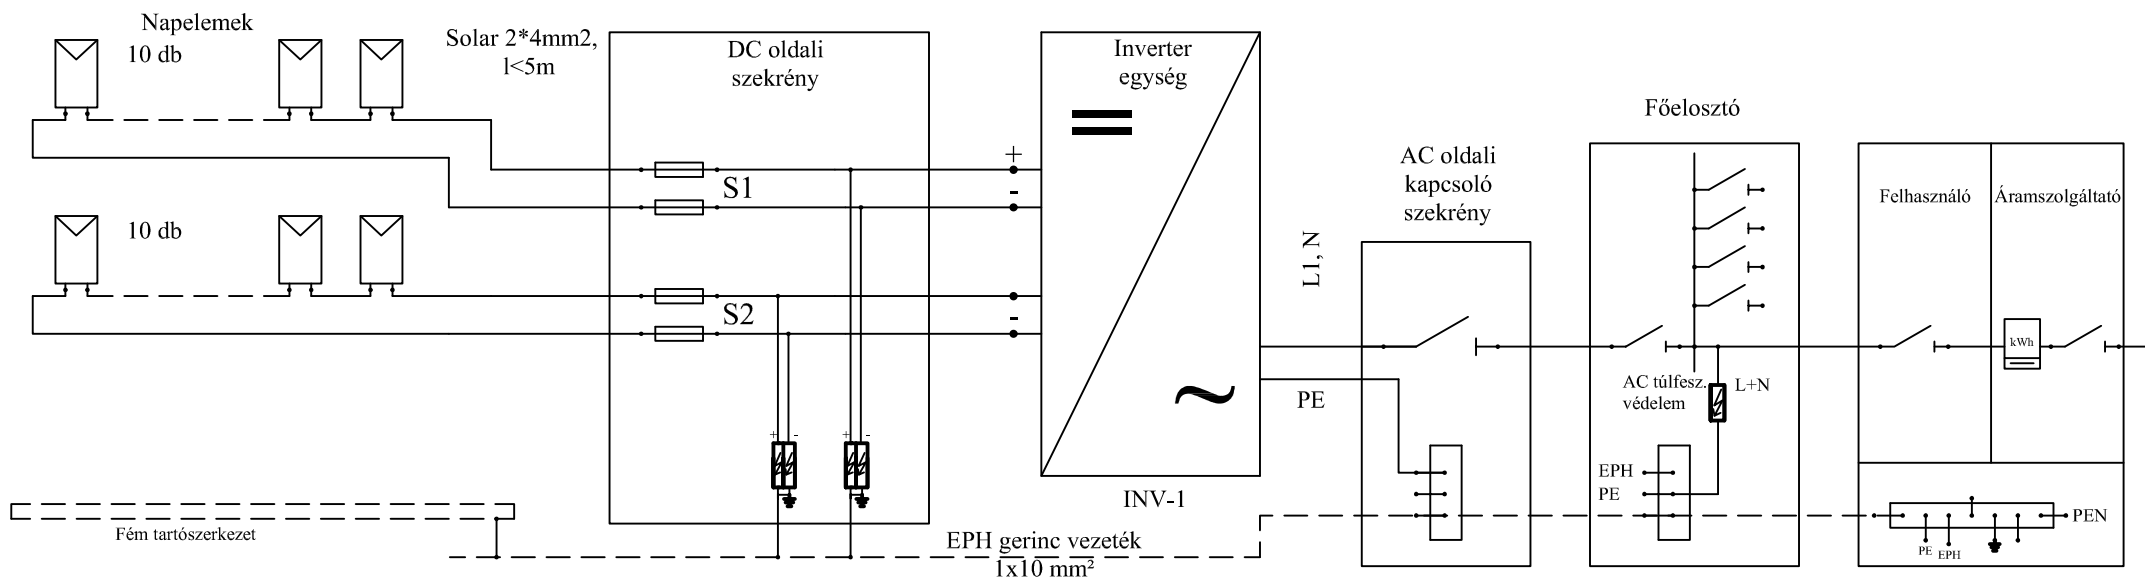 Napelemek
10 db
Solar 2*4mm2,
l<5m
DC oldali
szekrény
Inverter
egység
Főelosztó
AC oldali
kapcsoló
szekrény
+
-
S1
Felhasználó
Áramszolgáltató
10 db
L1, N
S2
-
kWh
PE
AC túlfesz.
védelem
L+N
+ -
+ -
EPH
PE
INV-1
PEN
Fém tartószerkezet
EPH gerinc vezeték
1x10 mm²
PE
EPH